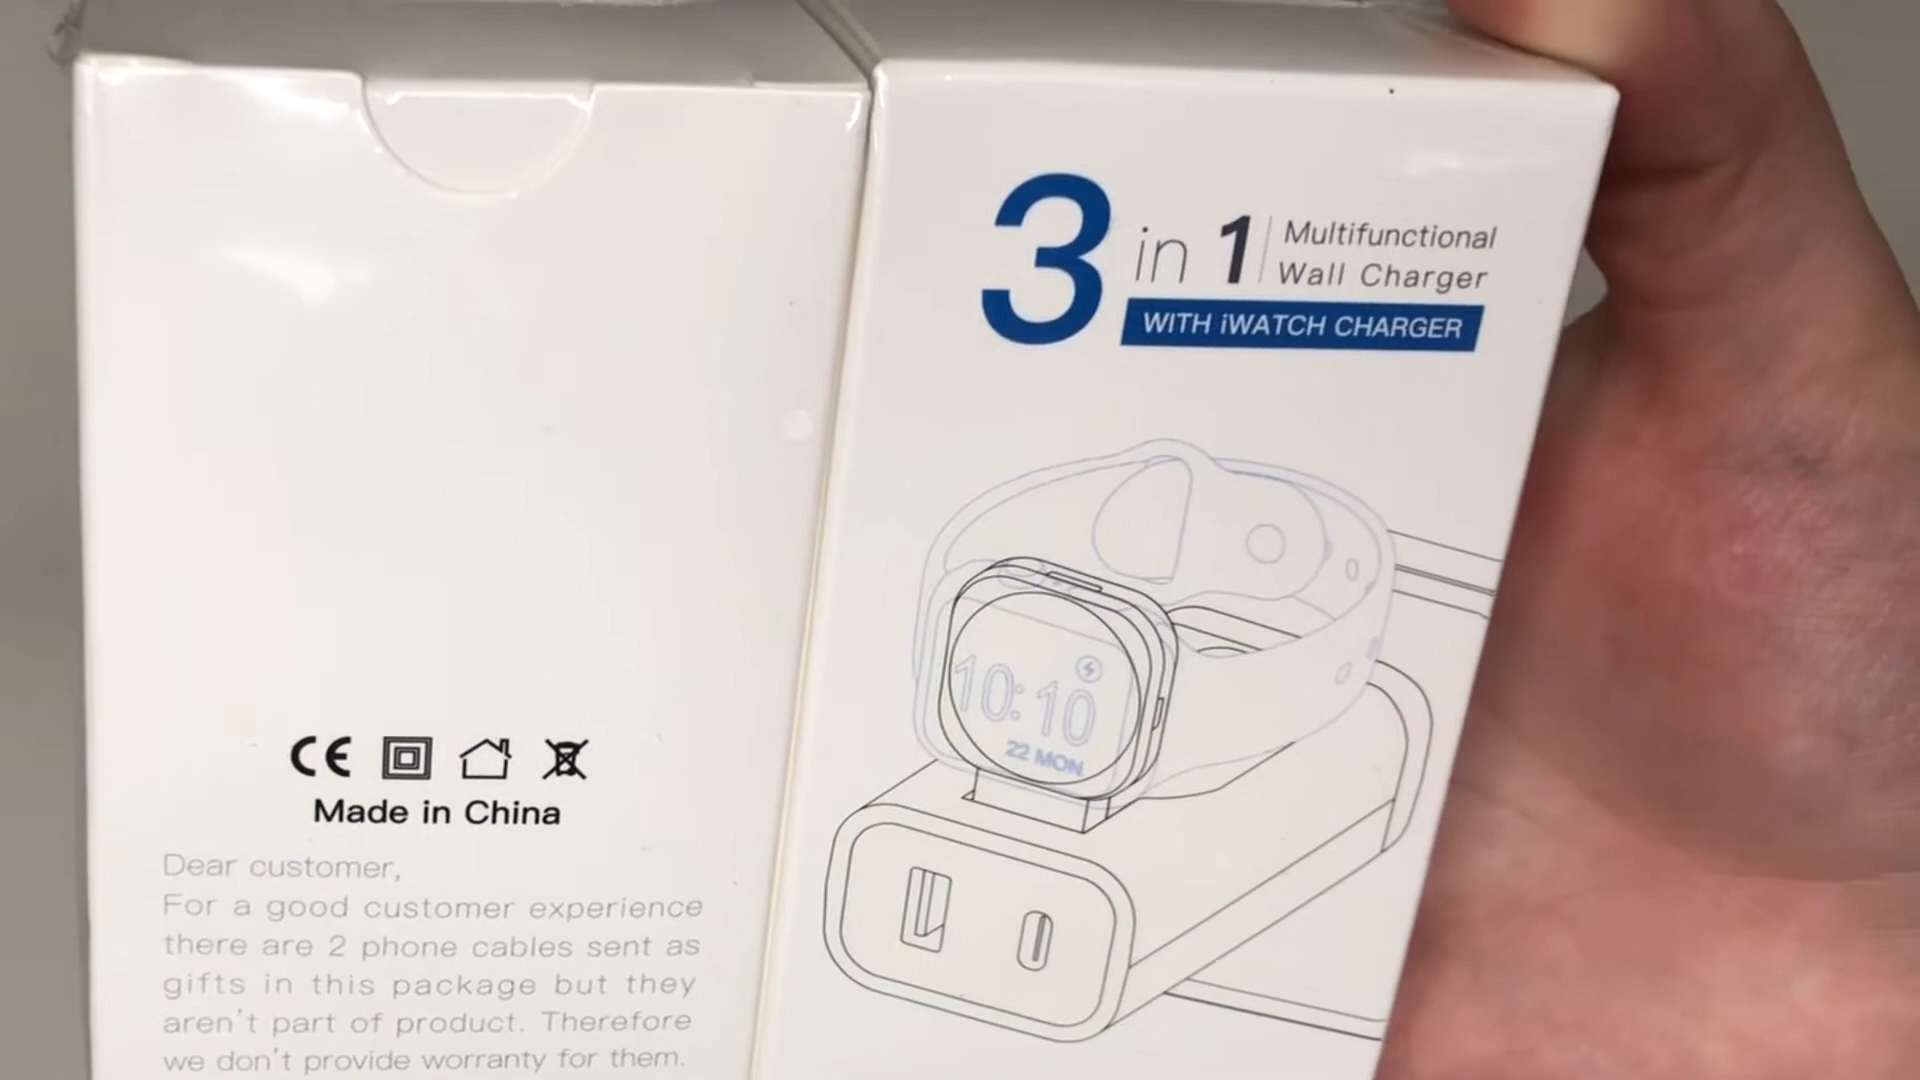 3 in 1 Multifunctional
Wall Charger
WITH iWATCH CHARGER
10:10
22 MON
CE
Made in China
Dear customer,
For a good customer experience
there are 2 phone cables sent as
gifts in this package but they
aren't part of product. Therefore
we don't provide worranty for them.